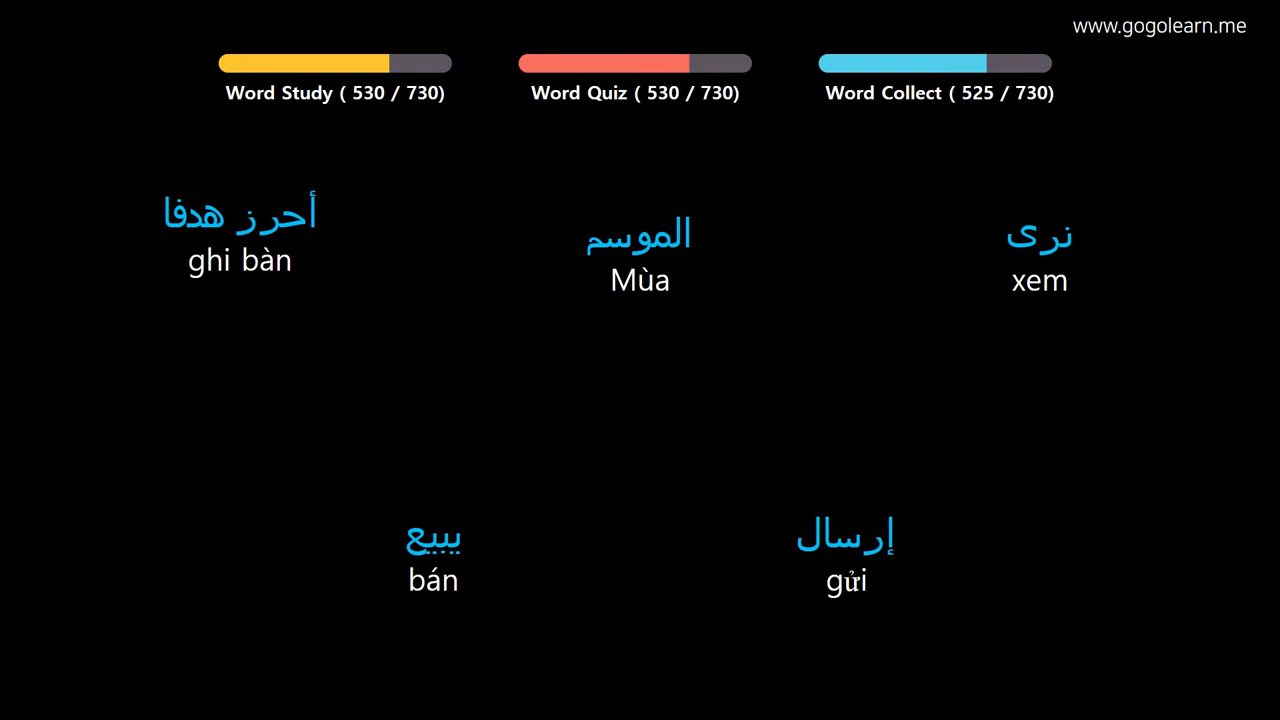 www.gogolearn.me
Word Study ( 530 / 730)
Word Quiz ( 530 / 730)
Word Collect ( 525 / 730)
أحرز هدفا
ghi bàn
الموسم
Mùa
نرى
xem
يبيع
bán
إرسال
gửi